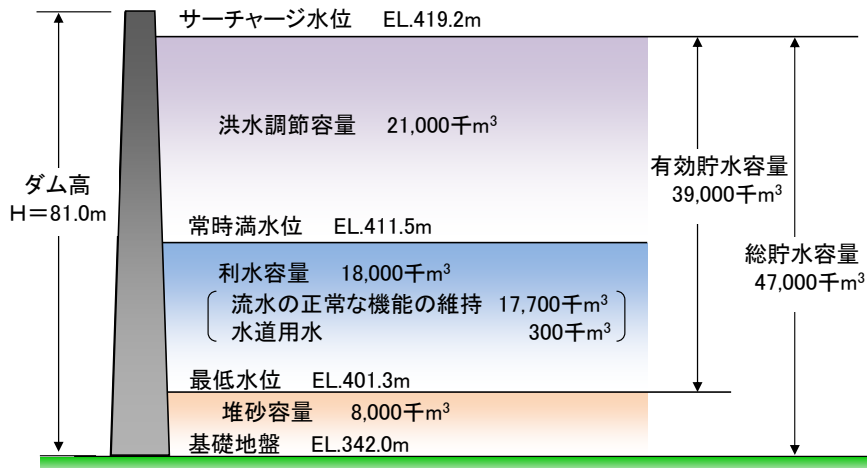 サーチャージ水位 EL.419.2m
洪水調節容量 21,000千m³
有効貯水容量
39,000千m³
ダム高
H=81.0m
常時満水位 EL.411.5m
総貯水容量
47,000千m³
利水容量 18,000千m³
流水の正常な機能の維持 17,700千m³
水道用水 300千m³
最低水位 EL.401.3m
堆砂容量 8,000千m³
基礎地盤 EL.342.0m